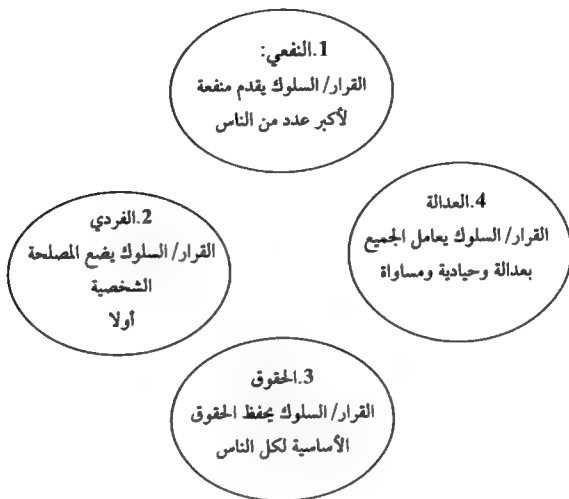 1.النفعي:
القرار/ السلوك يقدم منفعة
لأكبر عدد من الناس
2.الفردي
القرار/ السلوك يضع المصلحة
الشخصية
أولا
3.الحقوق
القرار/ السلوك يحفظ الحقوق
الأساسية لكل الناس
4.العدالة
القرار/ السلوك يعامل الجميع
بعدالة وحيادية ومساواة